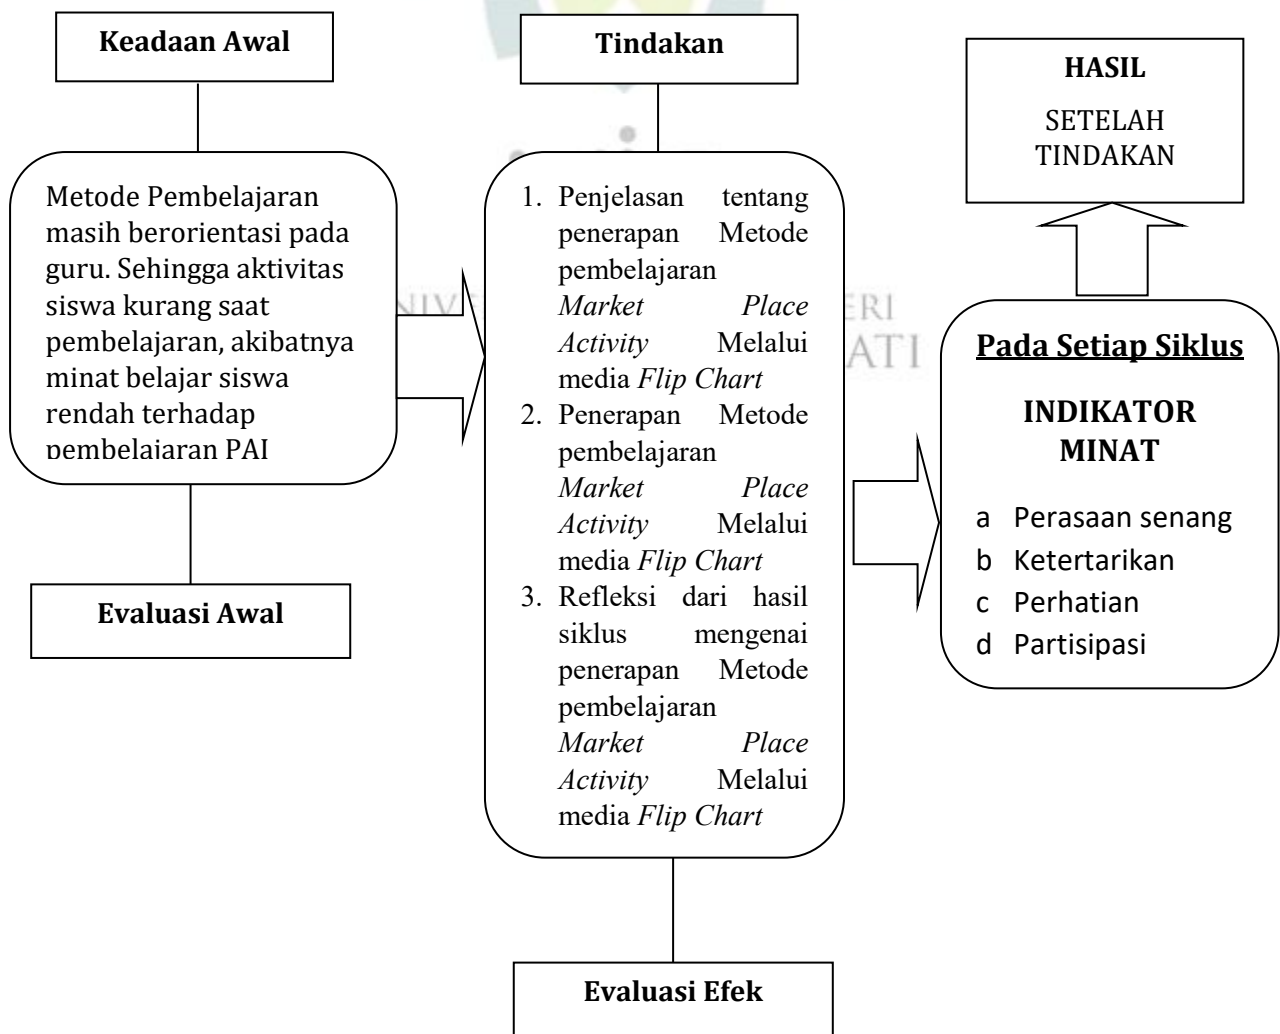 Keadaan Awal
Metode Pembelajaran
masih berorientasi pada
guru. Sehingga aktivitas
siswa kurang saat
pembelajaran, akibatnya
minat belajar siswa
rendah terhadap
pembelajaran PAI
Evaluasi Awal
Tindakan
1. Penjelasan tentang
penerapan Metode
pembelajaran
Market Place
Activity Melalui
media Flip Chart
2. Penerapan Metode
pembelajaran
Market Place
Activity Melalui
media Flip Chart
3. Refleksi dari hasil
siklus mengenai
penerapan Metode
pembelajaran
Market Place
Activity Melalui
media Flip Chart
Evaluasi Efek
HASIL
SETELAH
TINDAKAN
Pada Setiap Siklus
INDIKATOR
MINAT
a Perasaan senang
b Ketertarikan
c Perhatian
d Partisipasi